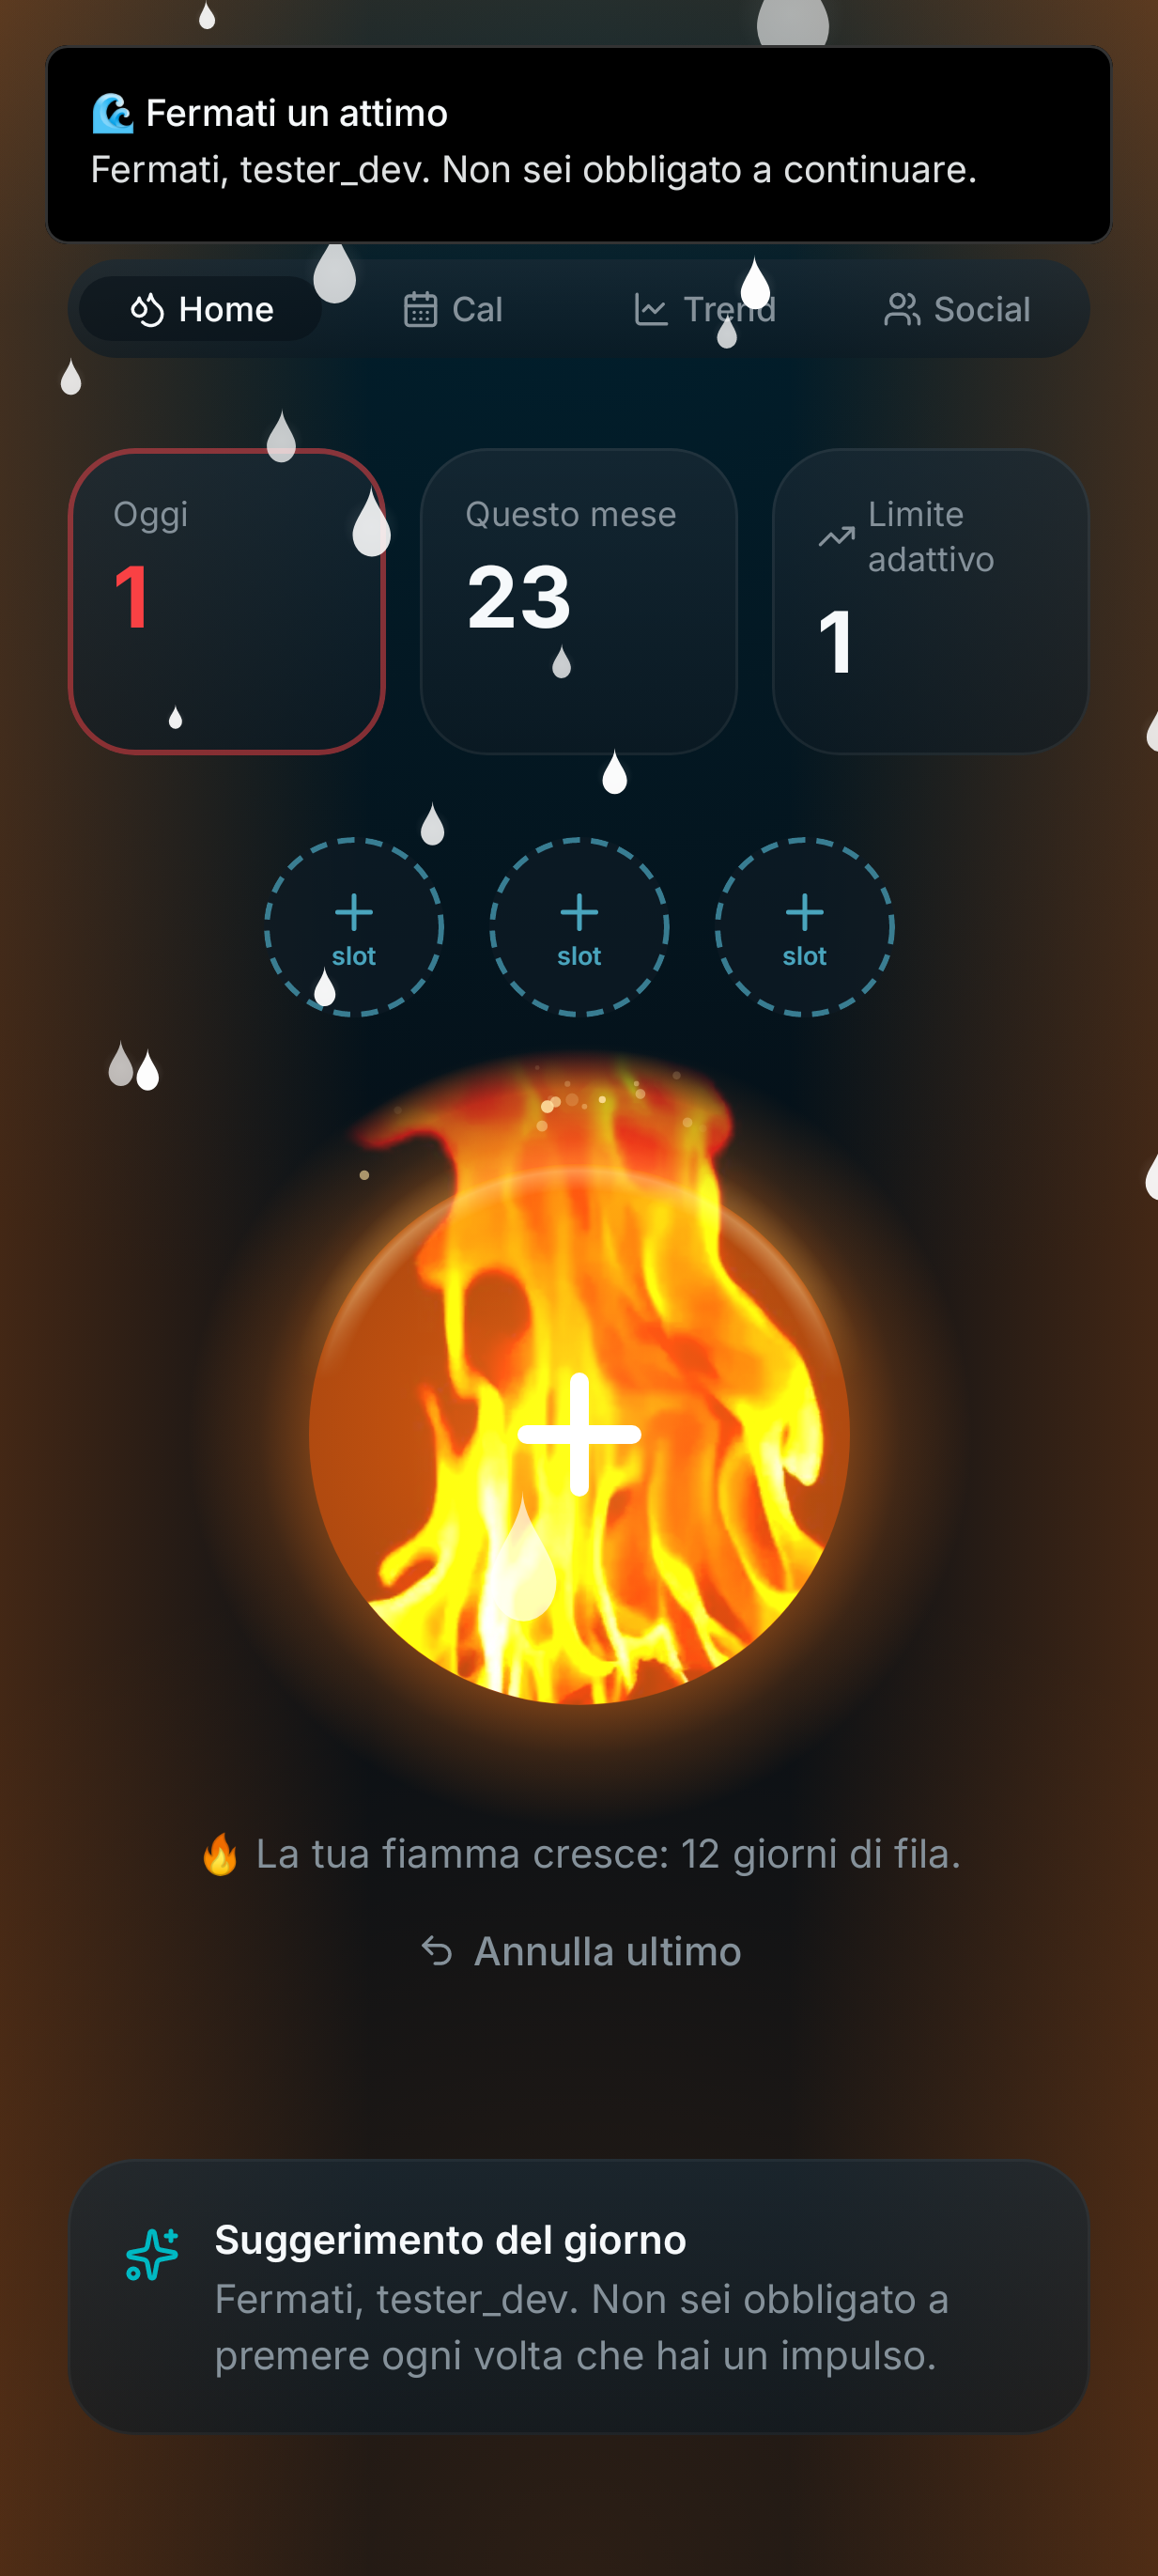 🌊 Fermati un attimo
Fermati, tester_dev. Non sei obbligato a continuare.
Home
Cal
Trend
Social
Oggi
1
Questo mese
23
Limite
adattivo
1
slot
slot
slot
🔥 La tua fiamma cresce: 12 giorni di fila.
Annulla ultimo
Suggerimento del giorno
Fermati, tester_dev. Non sei obbligato a
premere ogni volta che hai un impulso.